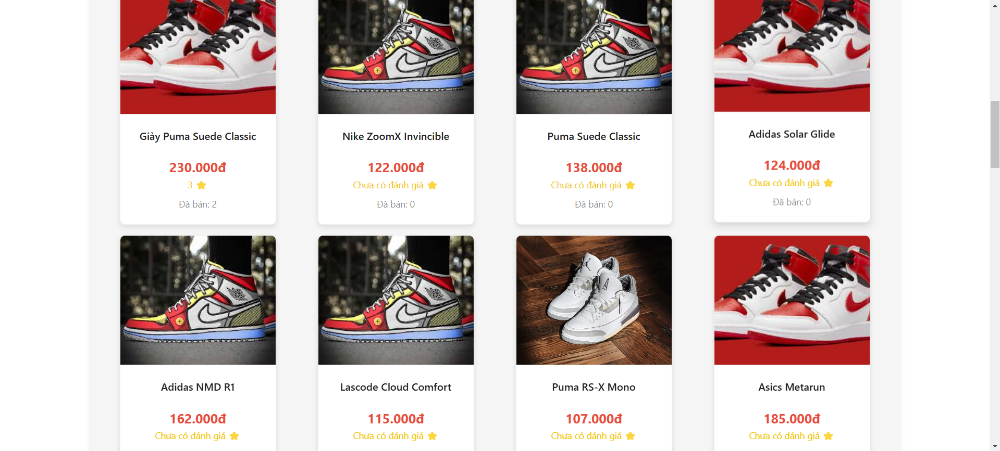 Giày Puma Suede Classic
230.000đ
3
Đã bán: 2
Nike ZoomX Invincible
122.000đ
Chưa có đánh giá
Đã bán: 0
Puma Suede Classic
138.000đ
Chưa có đánh giá
Đã bán: 0
Adidas Solar Glide
124.000đ
Chưa có đánh giá
Đã bán: 0
Adidas NMD R1
162.000đ
Chưa có đánh giá
Lascode Cloud Comfort
115.000đ
Chưa có đánh giá
Puma RS-X Mono
107.000đ
Chưa có đánh giá
Asics Metarun
185.000đ
Chưa có đánh giá